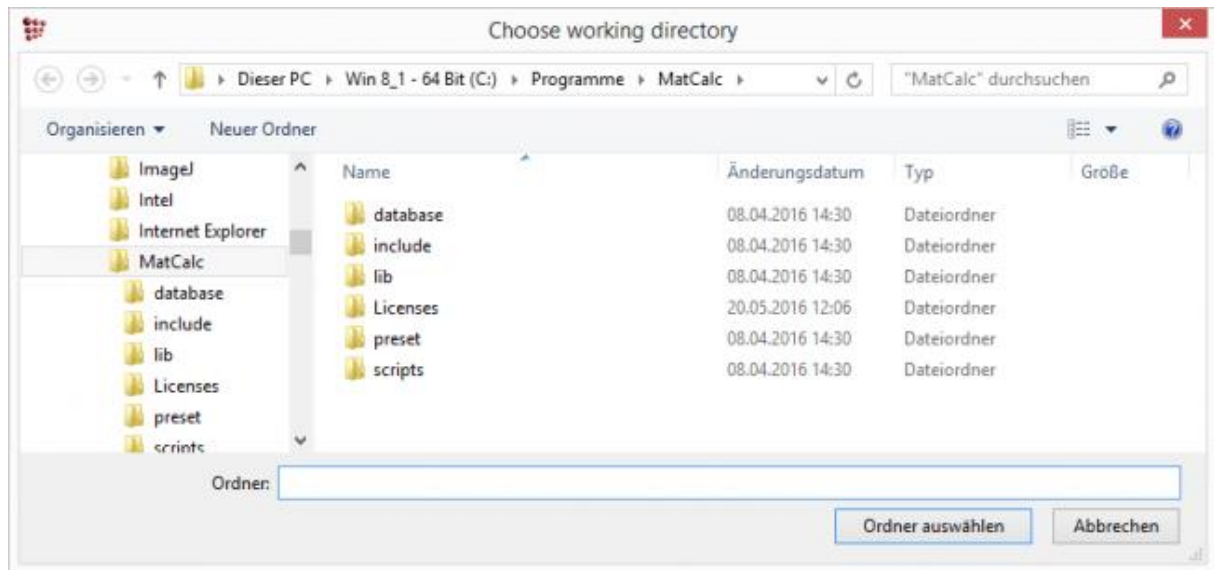 Choose working directory
Dieser PC Win 8_1 - 64 Bit (C:) Programme MatCalc "MatCalc" durchsuchen
Organisieren Neuer Ordner
ImageJ
Intel
Internet Explorer
MatCalc
database
include
lib
Licenses
preset
scripts
Name Änderungsdatum Typ Größe
database 08.04.2016 14:30 Dateiordner
include 08.04.2016 14:30 Dateiordner
lib 08.04.2016 14:30 Dateiordner
Licenses 20.05.2016 12:06 Dateiordner
preset 08.04.2016 14:30 Dateiordner
scripts 08.04.2016 14:30 Dateiordner
Ordner:
Ordner auswählen Abbrechen